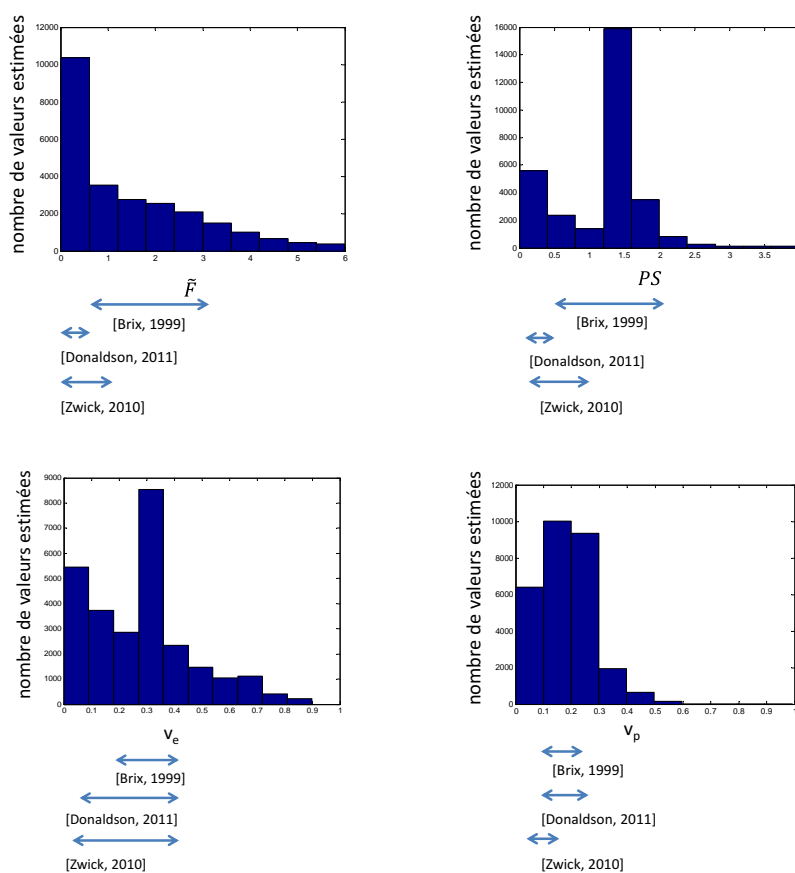 nombre de valeurs estimées
12000
10000
8000
6000
4000
2000
0
0 1 2 3 4 5 6
F̃
[Brix, 1999]
[Donaldson, 2011]
[Zwick, 2010]
nombre de valeurs estimées
16000
14000
12000
10000
8000
6000
4000
2000
0
0 0.5 1 1.5 2 2.5 3 3.5
PS
[Brix, 1999]
[Donaldson, 2011]
[Zwick, 2010]
nombre de valeurs estimées
9000
8000
7000
6000
5000
4000
3000
2000
1000
0
0 0.1 0.2 0.3 0.4 0.5 0.6 0.7 0.8 0.9 1
v_e
[Brix, 1999]
[Donaldson, 2011]
[Zwick, 2010]
nombre de valeurs estimées
12000
10000
8000
6000
4000
2000
0
0 0.1 0.2 0.3 0.4 0.5 0.6 0.7 0.8 0.9 1
v_p
[Brix, 1999]
[Donaldson, 2011]
[Zwick, 2010]